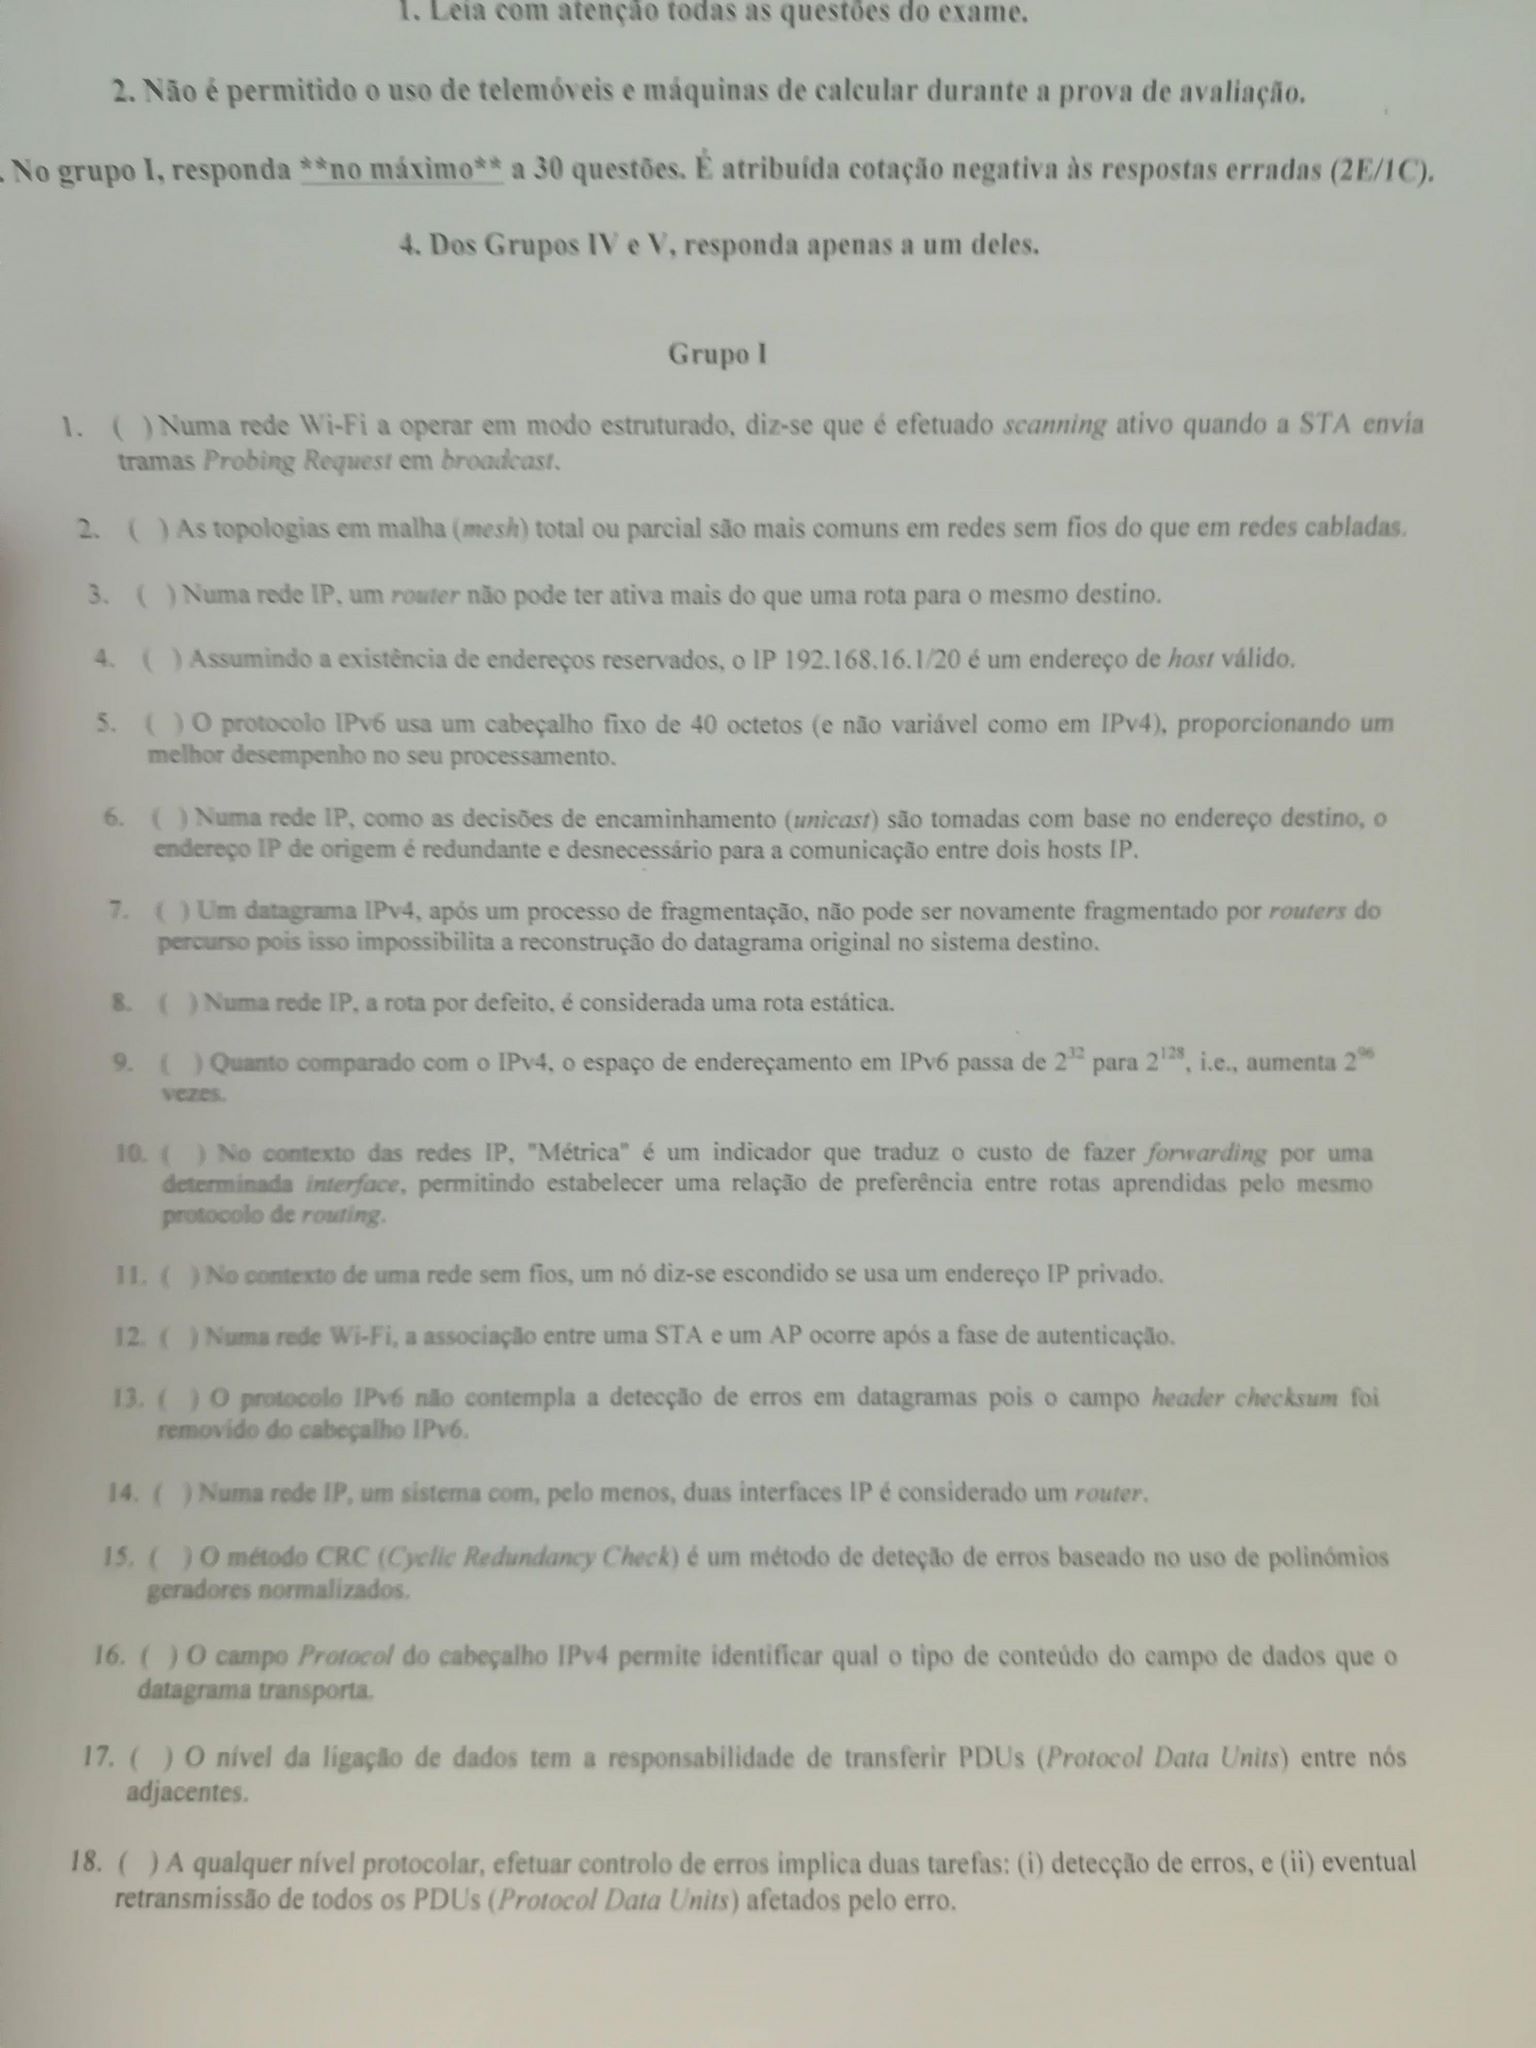 1. Leia com atenção todas as questões do exame.
2. Não é permitido o uso de telemóveis e máquinas de calcular durante a prova de avaliação.
. No grupo I, responda **no máximo** a 30 questões. É atribuída cotação negativa às respostas erradas (2E/1C).
4. Dos Grupos IV e V, responda apenas a um deles.
Grupo I
1. ( ) Numa rede Wi-Fi a operar em modo estruturado, diz-se que é efetuado scanning ativo quando a STA envia
tramas Probing Request em broadcast.
2. ( ) As topologias em malha (mesh) total ou parcial são mais comuns em redes sem fios do que em redes cabladas.
3. ( ) Numa rede IP, um router não pode ter ativa mais do que uma rota para o mesmo destino.
4. ( ) Assumindo a existência de endereços reservados, o IP 192.168.16.1/20 é um endereço de host válido.
5. ( ) O protocolo IPv6 usa um cabeçalho fixo de 40 octetos (e não variável como em IPv4), proporcionando um
melhor desempenho no seu processamento.
6. ( ) Numa rede IP, como as decisões de encaminhamento (unicast) são tomadas com base no endereço destino, o
endereço IP de origem é redundante e desnecessário para a comunicação entre dois hosts IP.
7. ( ) Um datagrama IPv4, após um processo de fragmentação, não pode ser novamente fragmentado por routers do
percurso pois isso impossibilita a reconstrução do datagrama original no sistema destino.
8. ( ) Numa rede IP, a rota por defeito, é considerada uma rota estática.
9. ( ) Quanto comparado com o IPv4, o espaço de endereçamento em IPv6 passa de 2³² para 2¹²⁸, i.e., aumenta 2⁹⁶
vezes.
10. ( ) No contexto das redes IP, "Métrica" é um indicador que traduz o custo de fazer forwarding por uma
determinada interface, permitindo estabelecer uma relação de preferência entre rotas aprendidas pelo mesmo
protocolo de routing.
11. ( ) No contexto de uma rede sem fios, um nó diz-se escondido se usa um endereço IP privado.
12. ( ) Numa rede Wi-Fi, a associação entre uma STA e um AP ocorre após a fase de autenticação.
13. ( ) O protocolo IPv6 não contempla a detecção de erros em datagramas pois o campo header checksum foi
removido do cabeçalho IPv6.
14. ( ) Numa rede IP, um sistema com, pelo menos, duas interfaces IP é considerado um router.
15. ( ) O método CRC (Cyclic Redundancy Check) é um método de deteção de erros baseado no uso de polinómios
geradores normalizados.
16. ( ) O campo Protocol do cabeçalho IPv4 permite identificar qual o tipo de conteúdo do campo de dados que o
datagrama transporta.
17. ( ) O nível da ligação de dados tem a responsabilidade de transferir PDUs (Protocol Data Units) entre nós
adjacentes.
18. ( ) A qualquer nível protocolar, efetuar controlo de erros implica duas tarefas: (i) detecção de erros, e (ii) eventual
retransmissão de todos os PDUs (Protocol Data Units) afetados pelo erro.